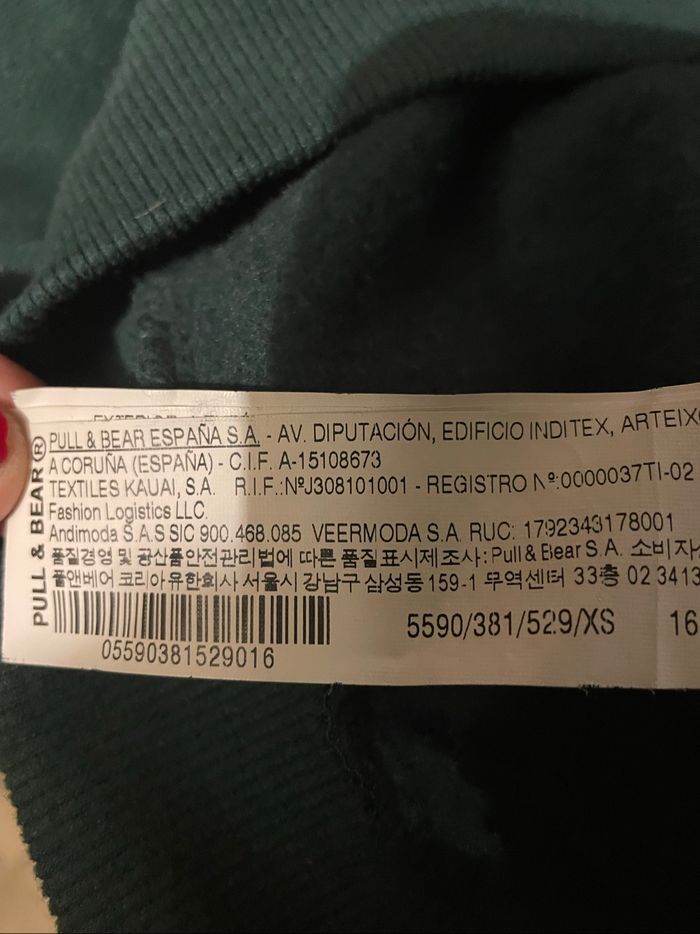 PULL & BEAR®
PULL & BEAR ESPAÑA S.A. - AV. DIPUTACIÓN, EDIFICIO INDITEX, ARTEIXO
A CORUÑA (ESPAÑA) - C.I.F. A-15108673
TEXTILES KAUAI, S.A. R.I.F.:NºJ308101001 - REGISTRO Nº:0000037TI-02
Fashion Logistics LLC.
Andimoda S.A.S SIC 900.468.085 VEERMODA S.A. RUC: 1792343178001
품질경영 및 공산품안전관리법에 따른 품질표시제조사: Pull & Bear S.A. 소비자
풀앤베어 코리아유한회사 서울시 강남구 삼성동 159-1 무역센터 33층 02 3413
5590/381/529/XS 16
05590381529016